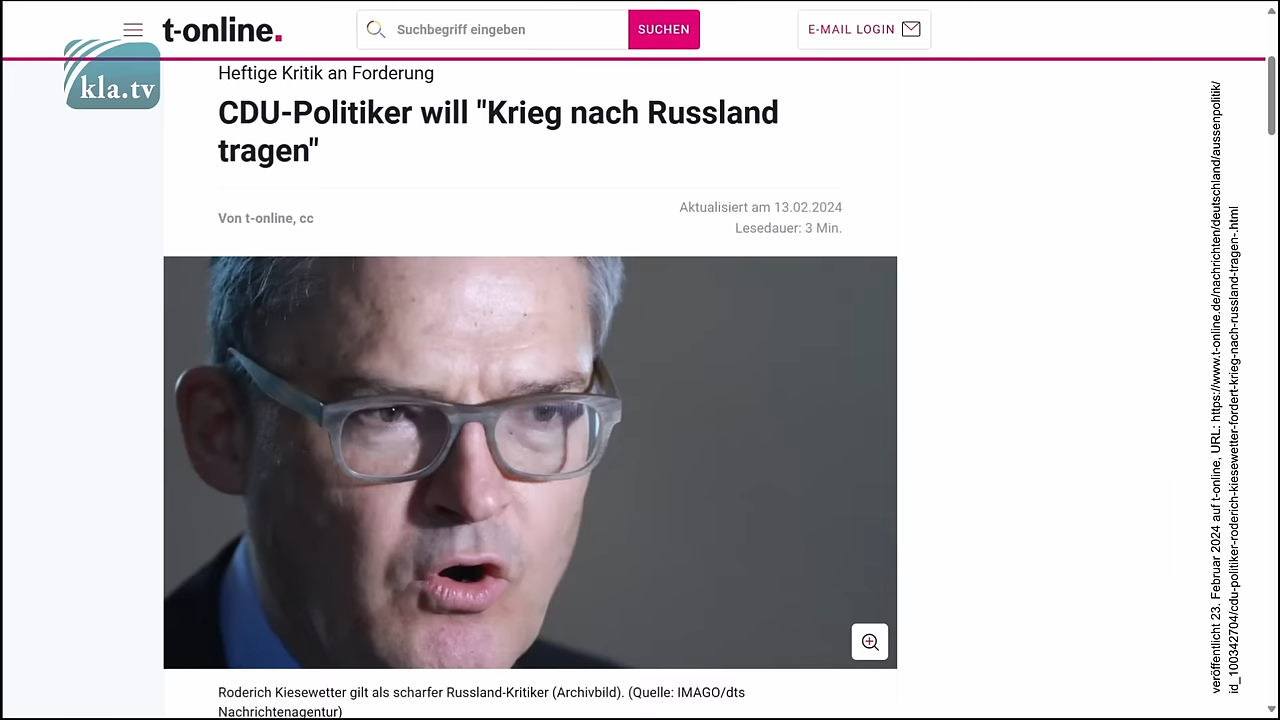 t-online.
Suchbegriff eingeben
SUCHEN
E-MAIL LOGIN
kla.tv
Heftige Kritik an Forderung
CDU-Politiker will "Krieg nach Russland
tragen"
Von t-online, cc
Aktualisiert am 13.02.2024
Lesedauer: 3 Min.
Roderich Kiesewetter gilt als scharfer Russland-Kritiker (Archivbild). (Quelle: IMAGO/dts
Nachrichtenagentur)
veröffentlicht 23. Februar 2024 auf t-online, URL: https://www.t-online.de/nachrichten/deutschland/aussenpolitik/
id_100342704/cdu-politiker-roderich-kiesewetter-fordert-krieg-nach-russland-tragen-.html